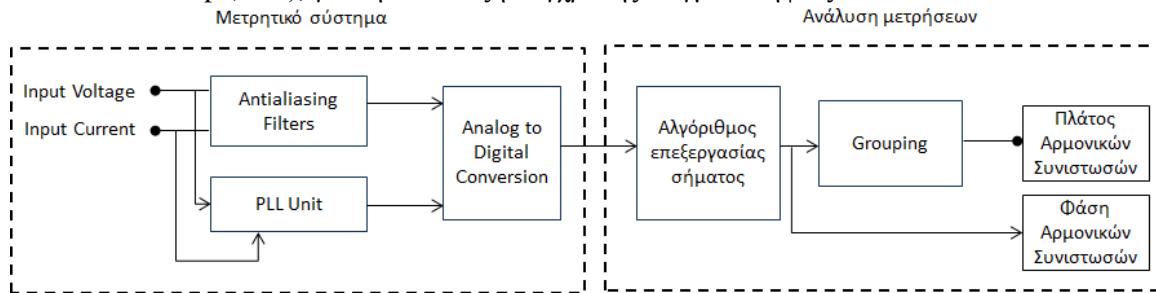 Μετρητικό σύστημα
Ανάλυση μετρήσεων
Input Voltage
Input Current
Antialiasing
Filters
PLL Unit
Analog to
Digital
Conversion
Αλγόριθμος
επεξεργασίας
σήματος
Grouping
Πλάτος
Αρμονικών
Συνιστωσών
Φάση
Αρμονικών
Συνιστωσών